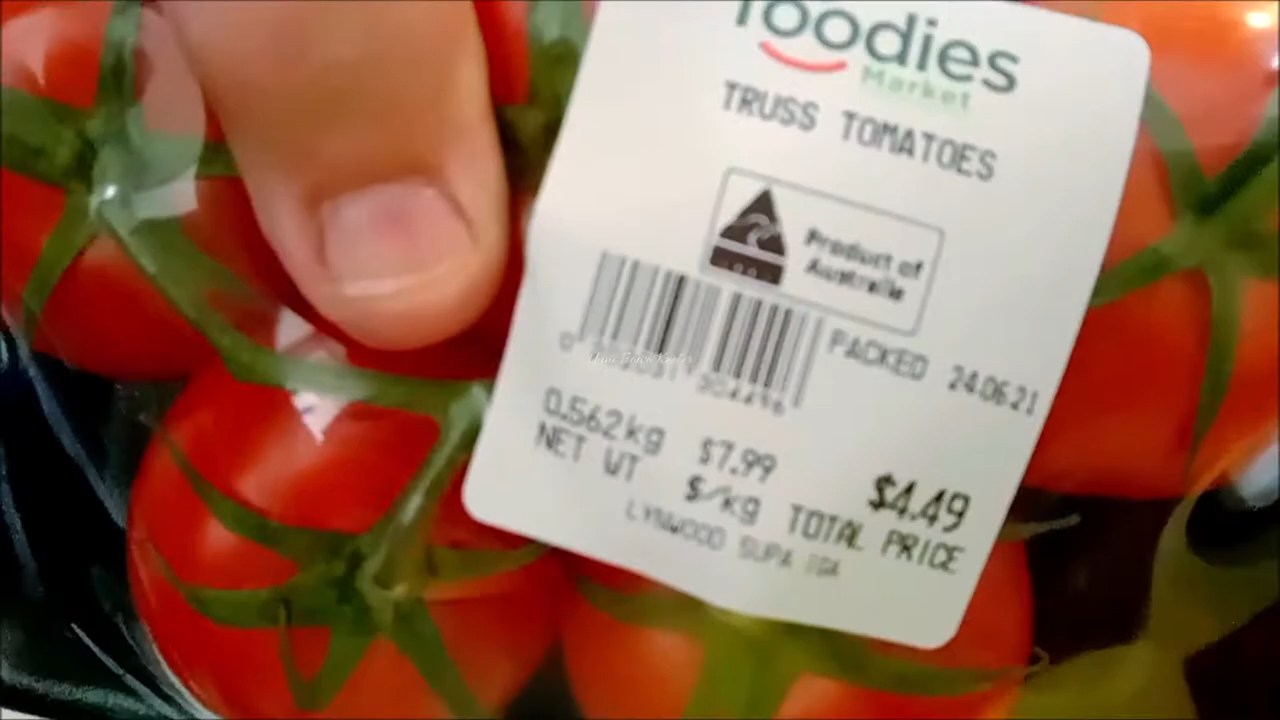 foodies
Market
TRUSS TOMATOES
Product of
Australia
PACKED 24.06.21
0.562kg $7.99 $4.49
NET WT $/kg TOTAL PRICE
LYNWOOD SUPA IGA